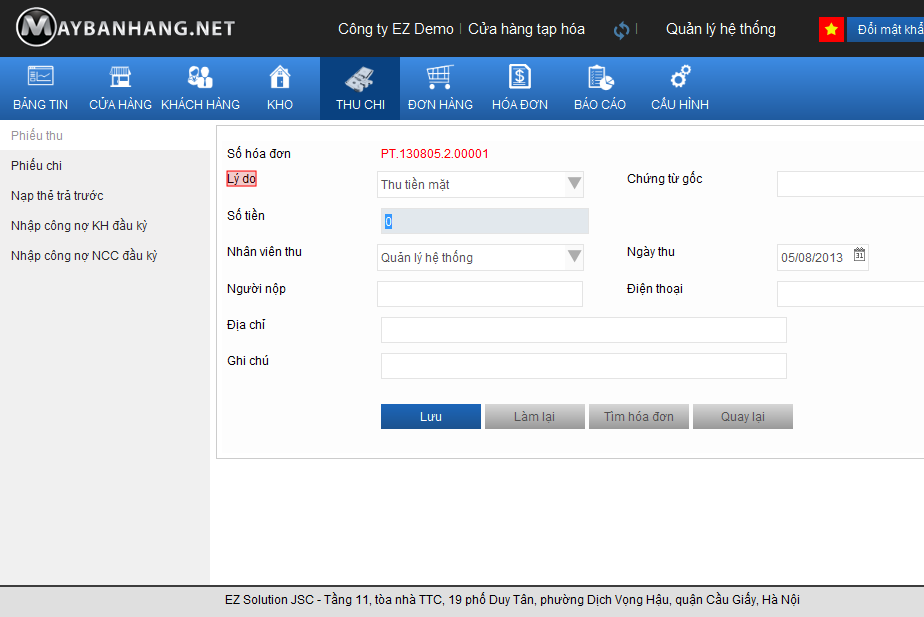 MAYBANHANG.NET
Công ty EZ Demo | Cửa hàng tạp hóa | Quản lý hệ thống Đổi mật khẩ
BẢNG TIN CỬA HÀNG KHÁCH HÀNG KHO THU CHI ĐƠN HÀNG HÓA ĐƠN BÁO CÁO CẤU HÌNH
Phiếu thu
Phiếu chi
Nạp thẻ trả trước
Nhập công nợ KH đầu kỳ
Nhập công nợ NCC đầu kỳ
Số hóa đơn PT.130805.2.00001
Lý do Thu tiền mặt Chứng từ gốc
Số tiền 0
Nhân viên thu Quản lý hệ thống Ngày thu 05/08/2013 31
Người nộp Điện thoại
Địa chỉ
Ghi chú
Lưu Làm lại Tìm hóa đơn Quay lại
EZ Solution JSC - Tầng 11, tòa nhà TTC, 19 phố Duy Tân, phường Dịch Vọng Hậu, quận Cầu Giấy, Hà Nội